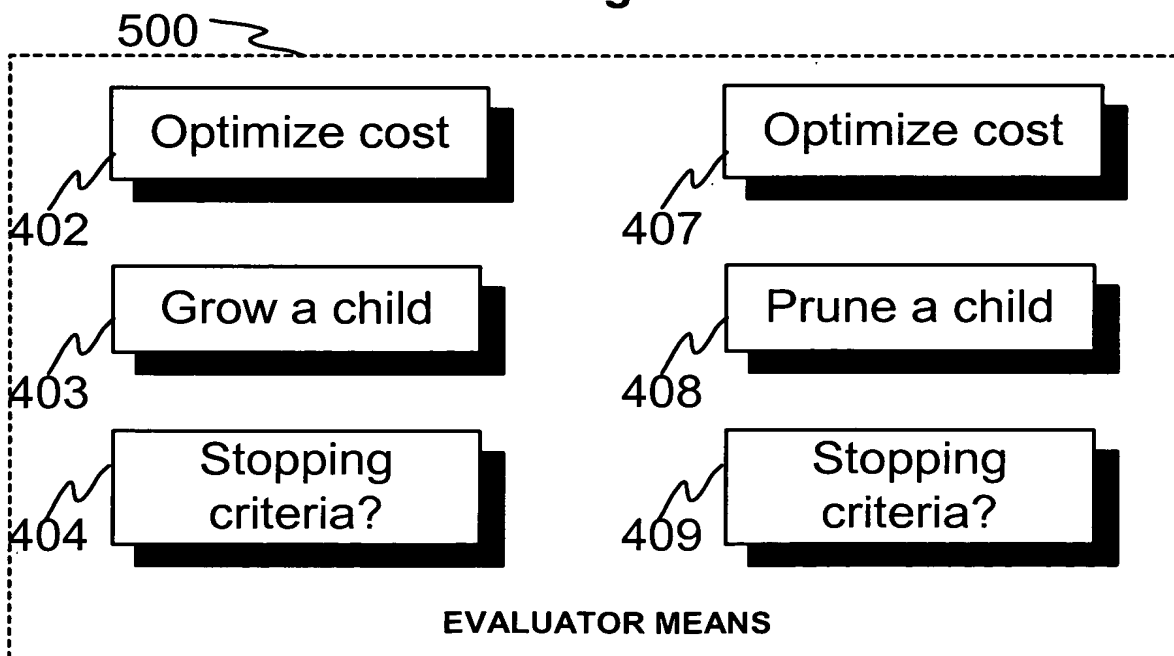 500
Optimize cost
Optimize cost
402
407
Grow a child
Prune a child
403
408
Stopping
criteria?
Stopping
criteria?
404
409
EVALUATOR MEANS